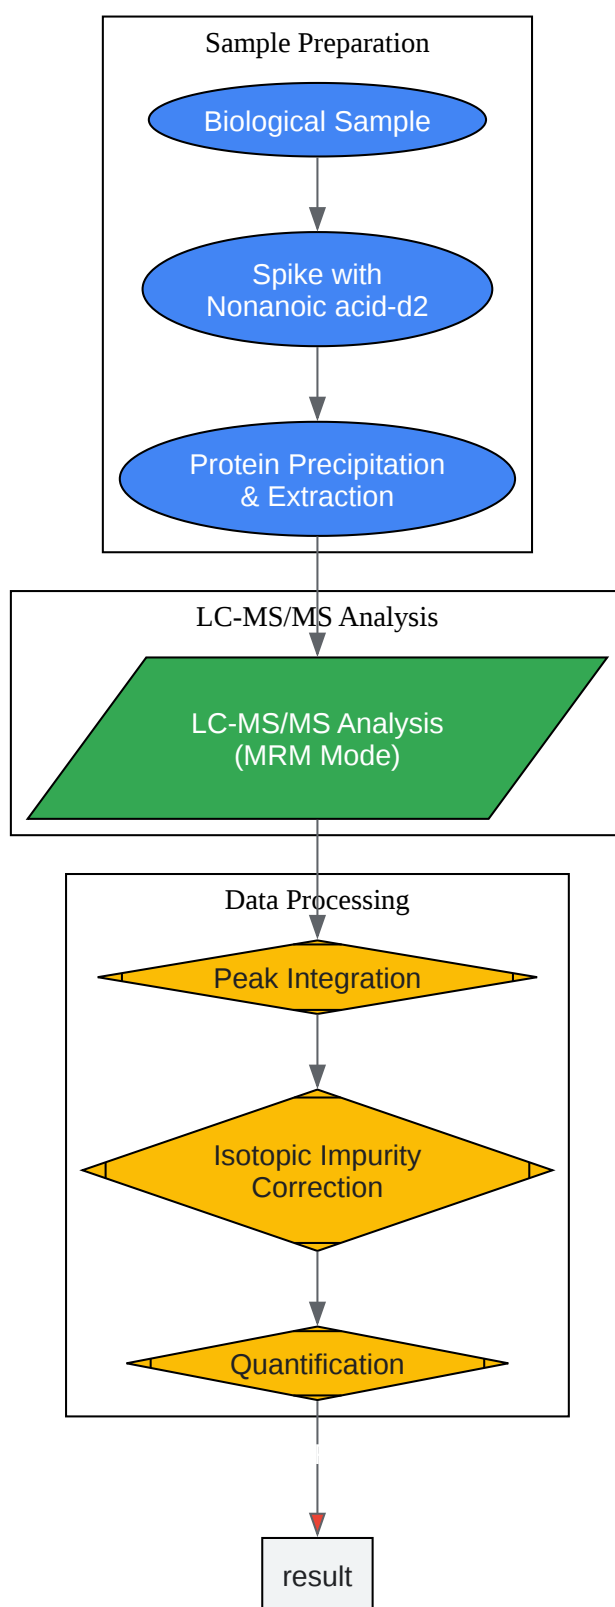 Sample Preparation
Biological Sample
Spike with
Nonanoic acid-d2
Protein Precipitation
& Extraction
LC-MS/MS Analysis
LC-MS/MS Analysis
(MRM Mode)
Data Processing
Peak Integration
Isotopic Impurity
Correction
Quantification
result